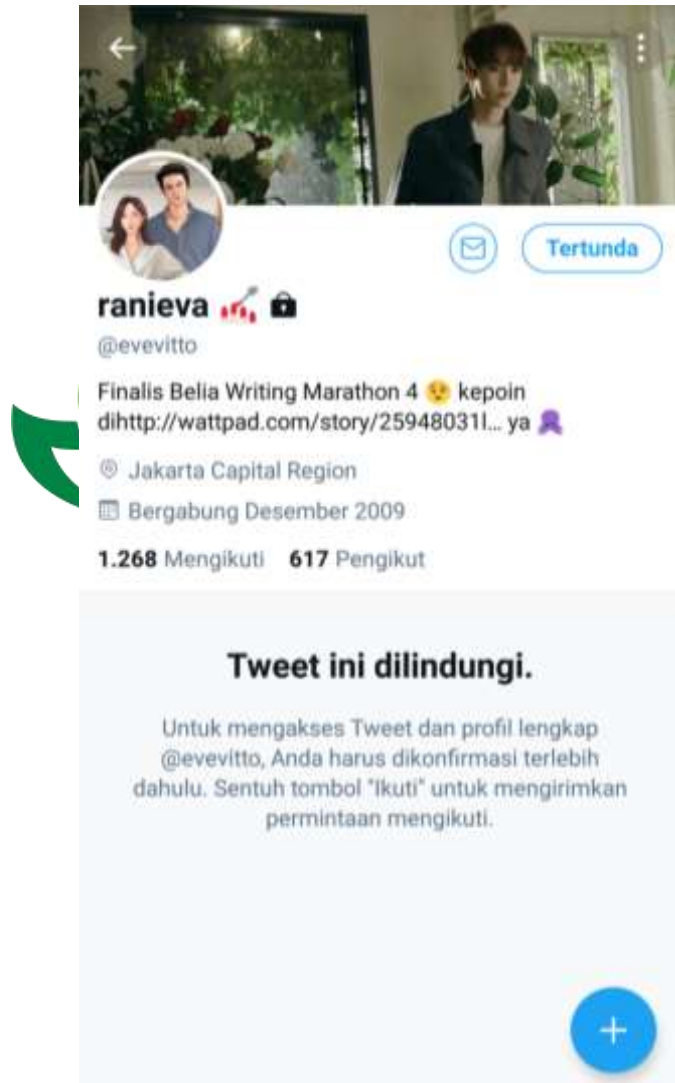 Tertunda
ranieva
@evevitto
Finalis Belia Writing Marathon 4 😯 kepoin
dihttp://wattpad.com/story/25948031l... ya
Jakarta Capital Region
Bergabung Desember 2009
1.268 Mengikuti 617 Pengikut
Tweet ini dilindungi.
Untuk mengakses Tweet dan profil lengkap
@evevitto, Anda harus dikonfirmasi terlebih
dahulu. Sentuh tombol "Ikuti" untuk mengirimkan
permintaan mengikuti.